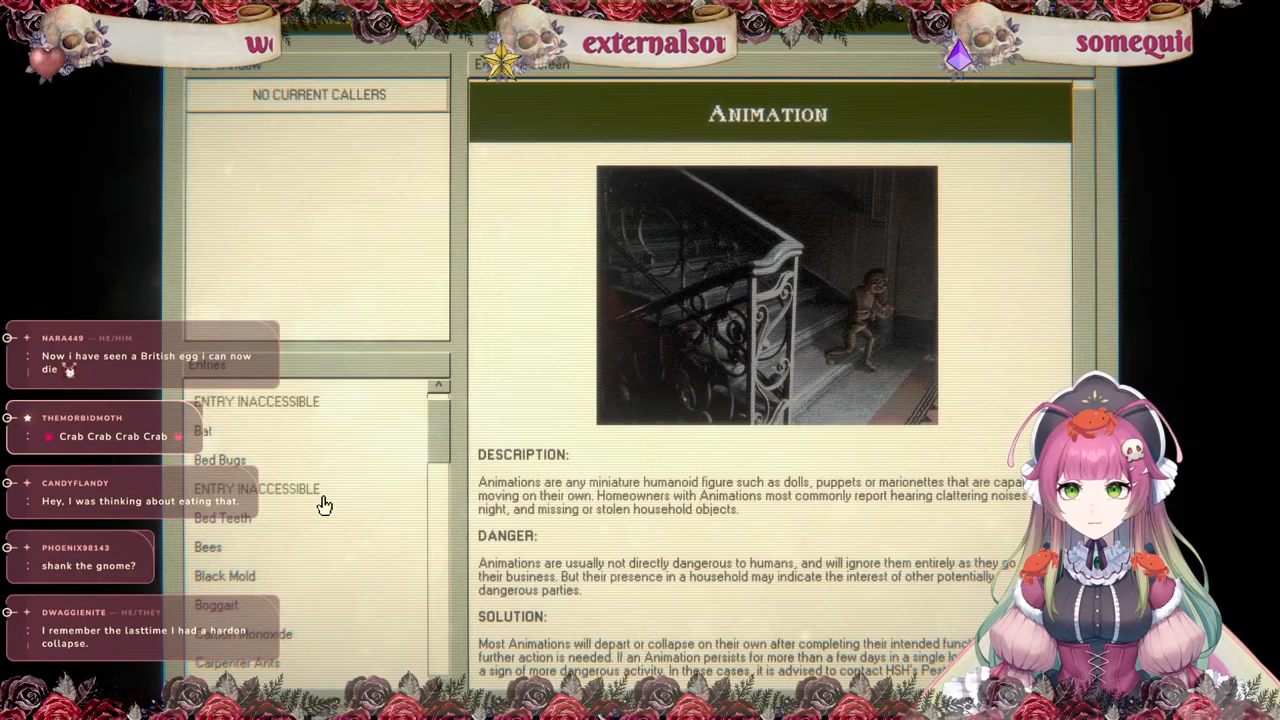 externalsou
somequie
NO CURRENT CALLERS
Animation
NARA449 — HE/HIM
Now i have seen a British egg i can now
die
THEMORBIDMOTH
Crab Crab Crab Crab
CANDYFLANDY
Hey, I was thinking about eating that.
PHOENIX98143
shank the gnome?
DWAGGIENITE — HE/THEY
I remember the lasttime I had a hardon
collapse.
Entries
ENTRY INACCESSIBLE
Bat
Bed Bugs
ENTRY INACCESSIBLE
Bed Teeth
Bees
Black Mold
Boggart
Carbon Monoxide
Carpenter Ants
DESCRIPTION:
Animations are any miniature humanoid figure such as dolls, puppets or marionettes that are capa
moving on their own. Homeowners with Animations most commonly report hearing clattering noises
night, and missing or stolen household objects.
DANGER:
Animations are usually not directly dangerous to humans, and will ignore them entirely as they go
their business. But their presence in a household may indicate the interest of other potentially
dangerous parties.
SOLUTION:
Most Animations will depart or collapse on their own after completing their intended funct
further action is needed. If an Animation persists for more than a few days in a single lo
a sign of more dangerous activity. In these cases, it is advised to contact HSH's Pes